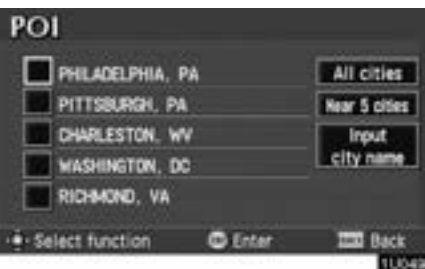 POI
PHILADELPHIA, PA
PITTSBURGH, PA
CHARLESTON, WV
WASHINGTON, DC
RICHMOND, VA
All cities
Near 5 cities
Input
city name
Select function
Enter
Back